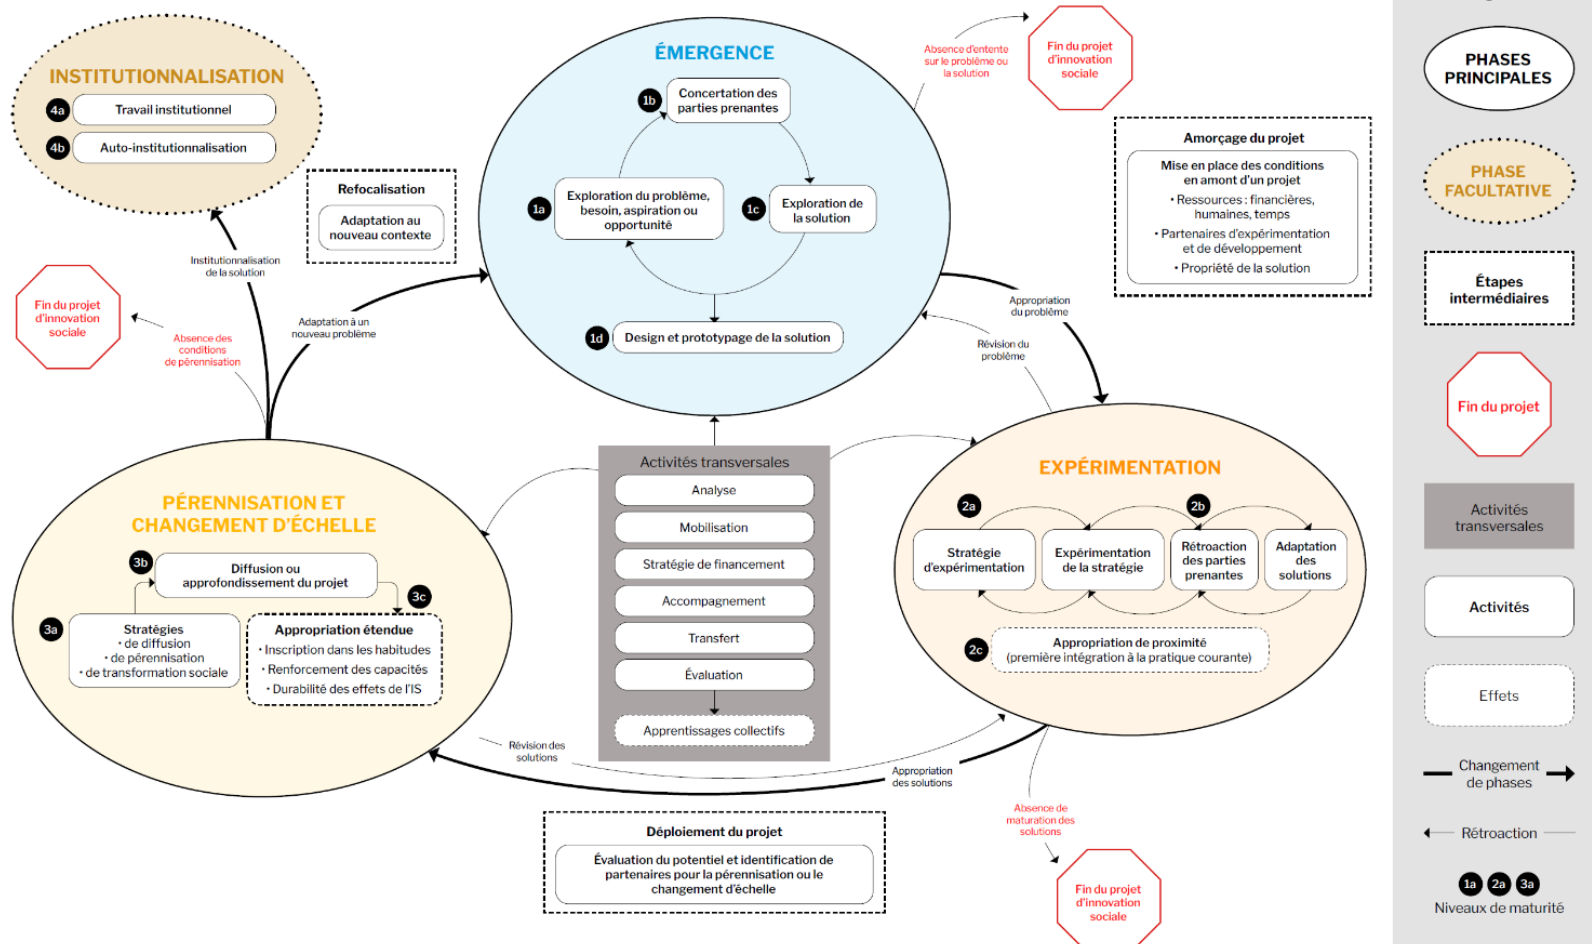 INSTITUTIONNALISATION
4a
Travail institutionnel
4b
Auto-institutionnalisation
Institutionnalisation
de la solution
Refocalisation
Adaptation au
nouveau contexte
Fin du projet
d'innovation
sociale
Absence des
conditions
de pérennisation
Adaptation à un
nouveau problème
ÉMERGENCE
1b
Concertation des
parties prenantes
1a
Exploration du problème,
besoin, aspiration ou
opportunité
1c
Exploration de
la solution
1d
Design et prototypage de la solution
Absence d'entente
sur le problème ou
la solution
Fin du projet
d'innovation
sociale
Amorçage du projet
Mise en place des conditions
en amont d'un projet
• Ressources : financières,
humaines, temps
• Partenaires d'expérimentation
et de développement
• Propriété de la solution
Appropriation
du problème
Révision du
problème
PÉRENNISATION ET
CHANGEMENT D'ÉCHELLE
3b
Diffusion ou
approfondissement du projet
3c
3a
Stratégies
• de diffusion
• de pérennisation
• de transformation sociale
Appropriation étendue
• Inscription dans les habitudes
• Renforcement des capacités
• Durabilité des effets de l'IS
Activités transversales
Analyse
Mobilisation
Stratégie de financement
Accompagnement
Transfert
Évaluation
Apprentissages collectifs
EXPÉRIMENTATION
2a
2b
Stratégie
d'expérimentation
Expérimentation
de la stratégie
Rétroaction
des parties
prenantes
Adaptation
des
solutions
2c
Appropriation de proximité
(première intégration à la pratique courante)
Révision des
solutions
Appropriation
des solutions
Absence de
maturation des
solutions
Fin du projet
d'innovation
sociale
Déploiement du projet
Évaluation du potentiel et identification de
partenaires pour la pérennisation ou le
changement d'échelle
PHASES
PRINCIPALES
PHASE
FACULTATIVE
Étapes
intermédiaires
Fin du projet
Activités
transversales
Activités
Effets
Changement
de phases
Rétroaction
1a 2a 3a
Niveaux de maturité